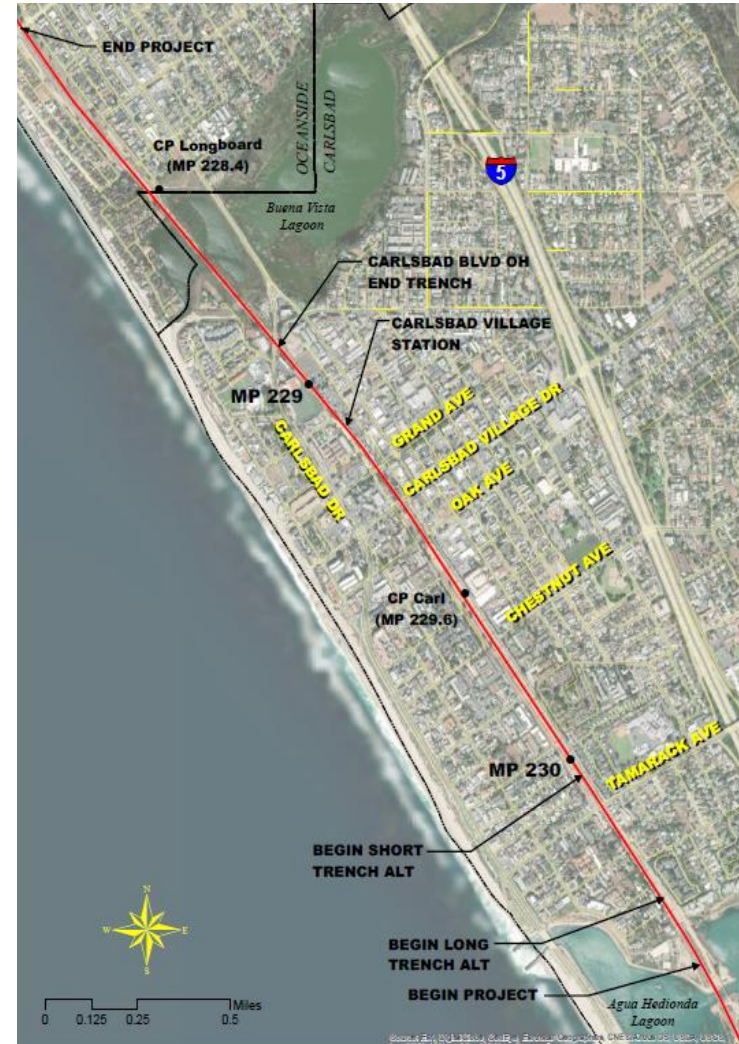 END PROJECT
CP Longboard
(MP 228.4)
OCEANSIDE
CARLSBAD
5
Buena Vista
Lagoon
CARLSBAD BLVD OH
END TRENCH
CARLSBAD VILLAGE
STATION
MP 229
GRAND AVE
CARLSBAD VILLAGE DR
OAK AVE
CARLSBAD DR
CHESTNUT AVE
CP Carl
(MP 229.6)
MP 230
TAMARACK AVE
BEGIN SHORT
TRENCH ALT
BEGIN LONG
TRENCH ALT
BEGIN PROJECT
Agua Hedionda
Lagoon
N
W
E
S
Miles
0 0.125 0.25 0.5